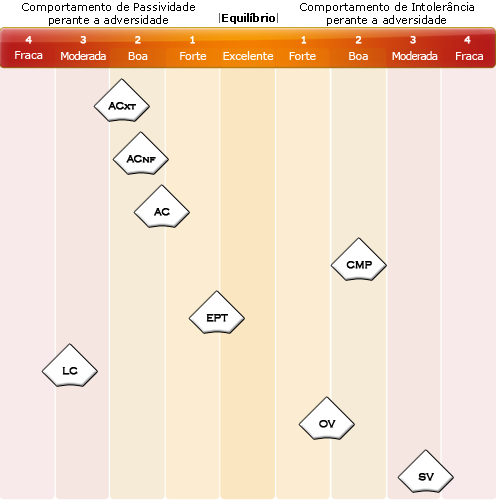 Comportamento de Passividade
perante a adversidade
|Equilíbrio|
Comportamento de Intolerância
perante a adversidade
4 3 2 1 1 2 3 4
Fraca Moderada Boa Forte Excelente Forte Boa Moderada Fraca
ACXT
ACNF
AC
CMP
EPT
LC
OV
SV